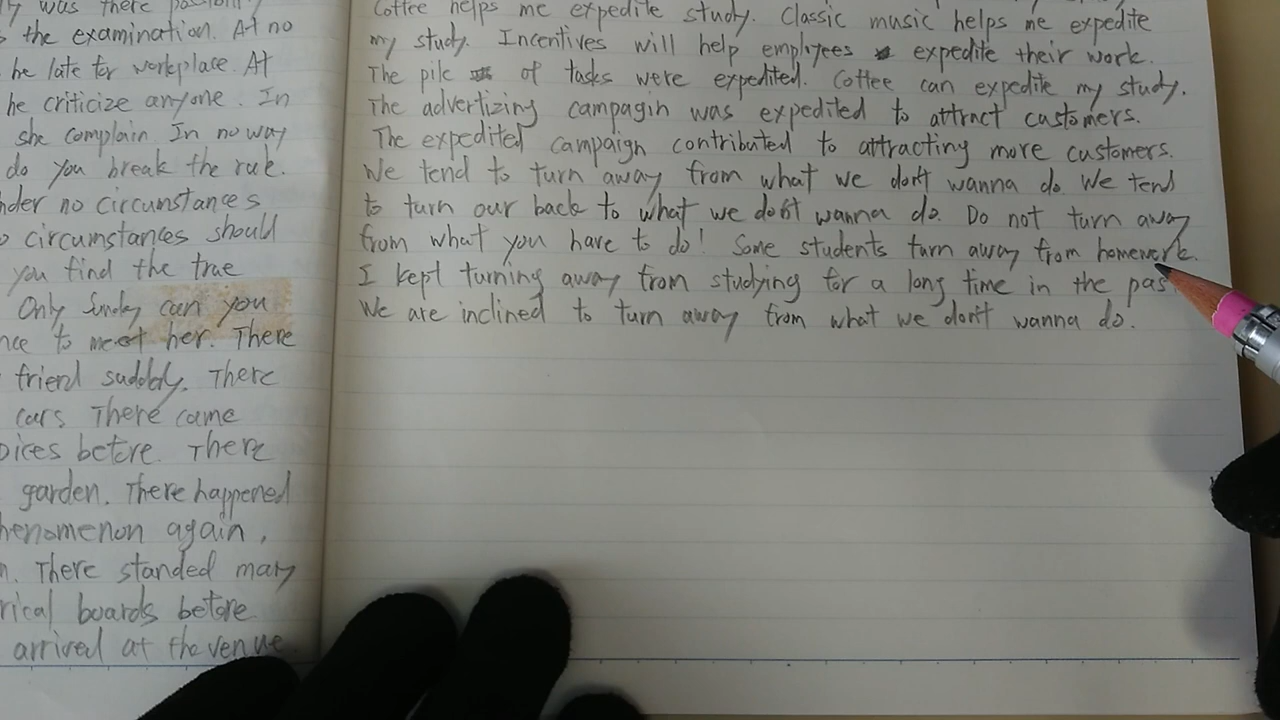 was there
the examination. At no
he late for workplace. At
he criticize anyone. In
she complain. In no way
do you break the rule.
nder no circumstances
circumstances should
you find the true
Only Sunday can you
nce to meet her. There
friend suddely. There
cars There came
oices before. There
garden. There happened
henomenon again,
There standed many
rical boards before
arrived at the venue
Coffee helps me expedite study. Classic music helps me expedite
my study. Incentives will help employees expedite their work.
The pile of tasks were expedited. Coffee can expedite my study.
The advertizing campagin was expedited to attract customers.
The expedited campaign contributed to attracting more customers.
We tend to turn away from what we don't wanna do. We tend
to turn our back to what we don't wanna do. Do not turn away
from what you have to do! Some students turn away from homework.
I kept turning away from studying for a long time in the pas
We are inclined to turn away from what we don't wanna do.